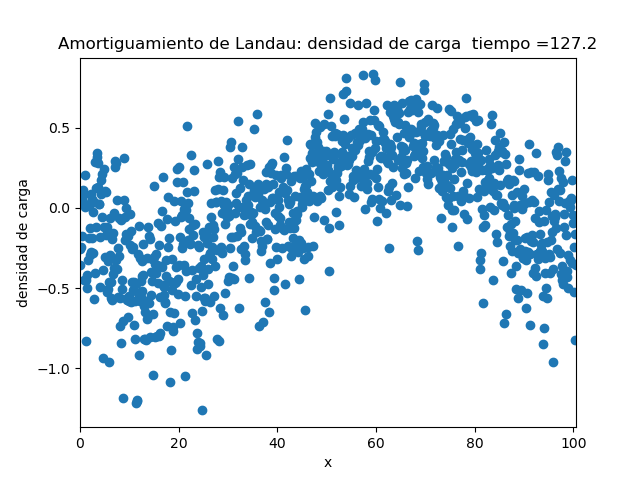 Amortiguamiento de Landau: densidad de carga  tiempo =127.2
densidad de carga
0.5
0.0
−0.5
−1.0
0 20 40 60 80 100
x